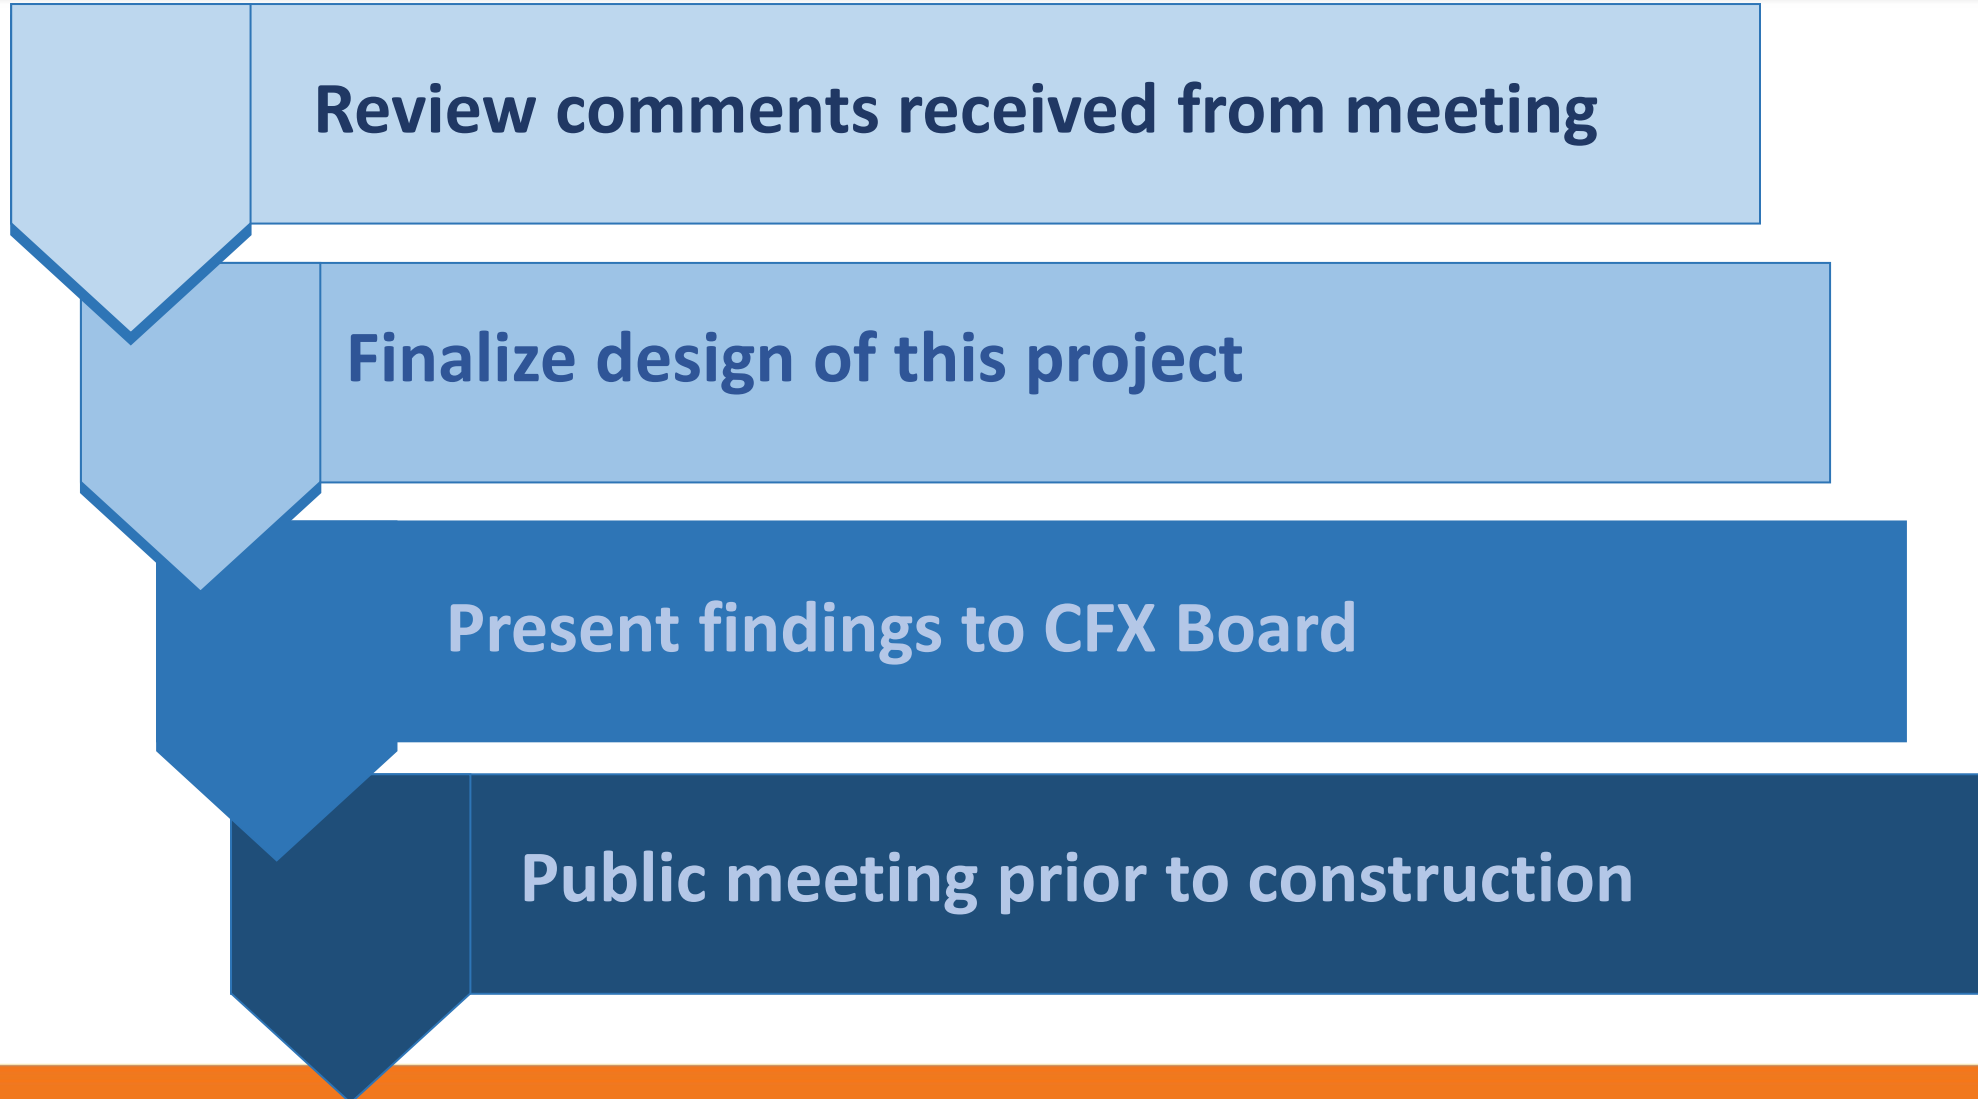 Review comments received from meeting
Finalize design of this project
Present findings to CFX Board
Public meeting prior to construction